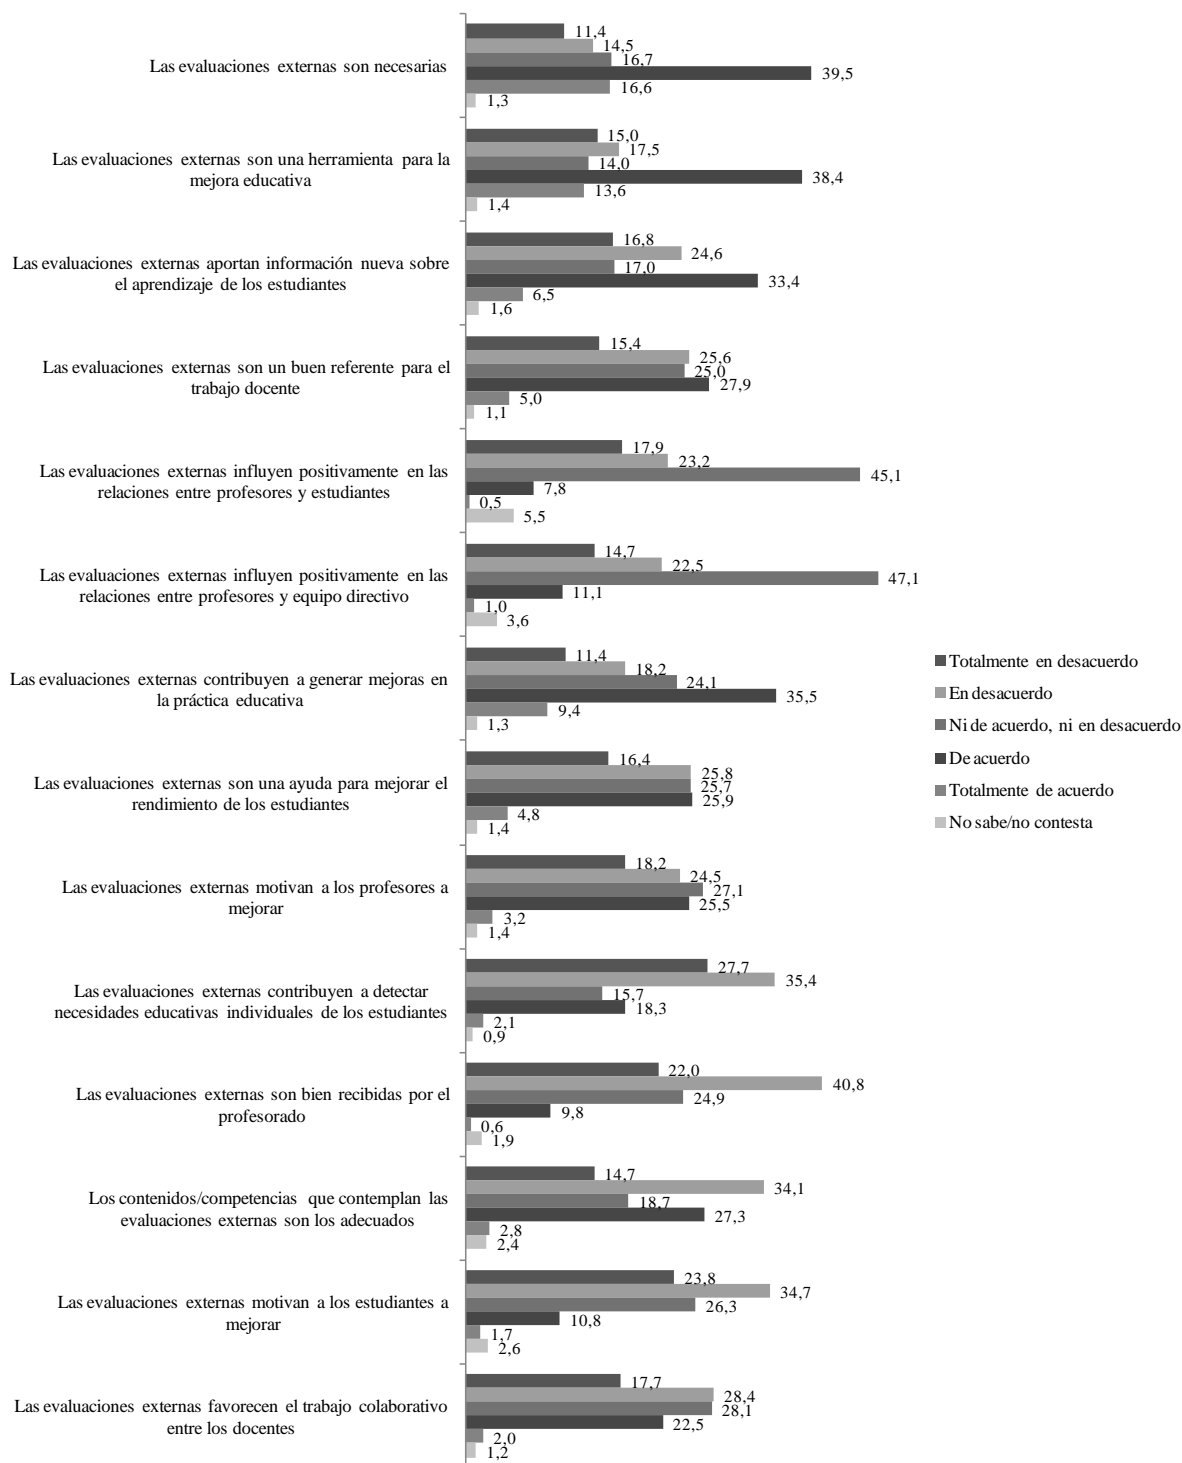 11,4
14,5
16,7
Las evaluaciones externas son necesarias
39,5
16,6
1,3
15,0
17,5
Las evaluaciones externas son una herramienta para la
mejora educativa
14,0
38,4
13,6
1,4
16,8
24,6
Las evaluaciones externas aportan información nueva sobre
el aprendizaje de los estudiantes
17,0
33,4
6,5
1,6
15,4
25,6
Las evaluaciones externas son un buen referente para el
trabajo docente
25,0
27,9
5,0
1,1
17,9
23,2
Las evaluaciones externas influyen positivamente en las
relaciones entre profesores y estudiantes
45,1
7,8
0,5
5,5
14,7
22,5
Las evaluaciones externas influyen positivamente en las
relaciones entre profesores y equipo directivo
47,1
11,1
1,0
3,6
11,4
18,2
Las evaluaciones externas contribuyen a generar mejoras en
la práctica educativa
24,1
35,5
9,4
1,3
16,4
25,8
Las evaluaciones externas son una ayuda para mejorar el
rendimiento de los estudiantes
25,7
25,9
4,8
1,4
18,2
24,5
Las evaluaciones externas motivan a los profesores a
mejorar
27,1
25,5
3,2
1,4
27,7
35,4
Las evaluaciones externas contribuyen a detectar
necesidades educativas individuales de los estudiantes
15,7
18,3
2,1
0,9
22,0
40,8
Las evaluaciones externas son bien recibidas por el
profesorado
24,9
9,8
0,6
1,9
14,7
34,1
Los contenidos/competencias que contemplan las
evaluaciones externas son los adecuados
18,7
27,3
2,8
2,4
23,8
34,7
Las evaluaciones externas motivan a los estudiantes a
mejorar
26,3
10,8
1,7
2,6
17,7
28,4
Las evaluaciones externas favorecen el trabajo colaborativo
entre los docentes
28,1
22,5
2,0
1,2
Totalmente en desacuerdo
En desacuerdo
Ni de acuerdo, ni en desacuerdo
De acuerdo
Totalmente de acuerdo
No sabe/no contesta